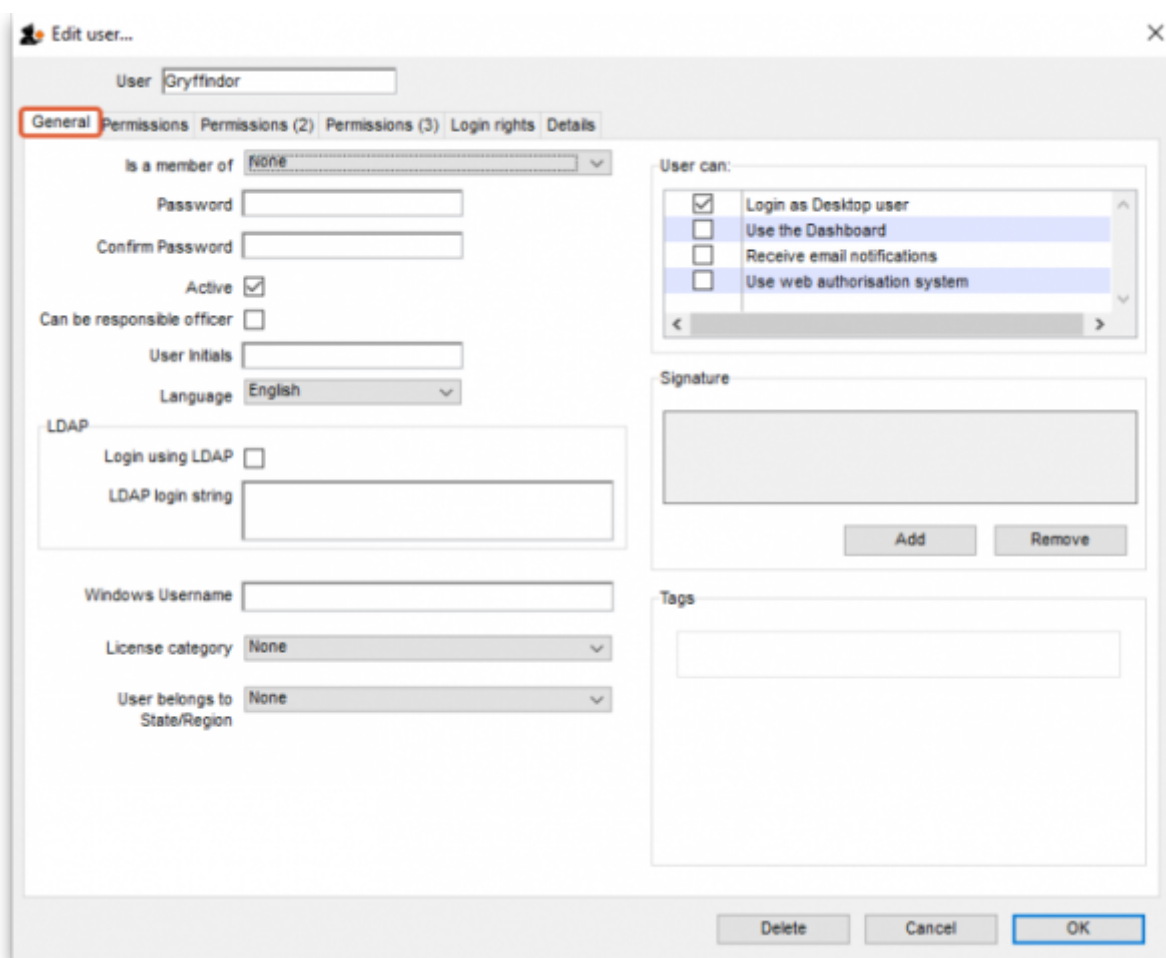 Edit user...
User Gryffindor
General Permissions Permissions (2) Permissions (3) Login rights Details
Is a member of None
Password
Confirm Password
Active
Can be responsible officer
User Initials
Language English
LDAP
Login using LDAP
LDAP login string
Windows Username
License category None
User belongs to State/Region None
User can:
Login as Desktop user
Use the Dashboard
Receive email notifications
Use web authorisation system
Signature
Add Remove
Tags
Delete Cancel OK